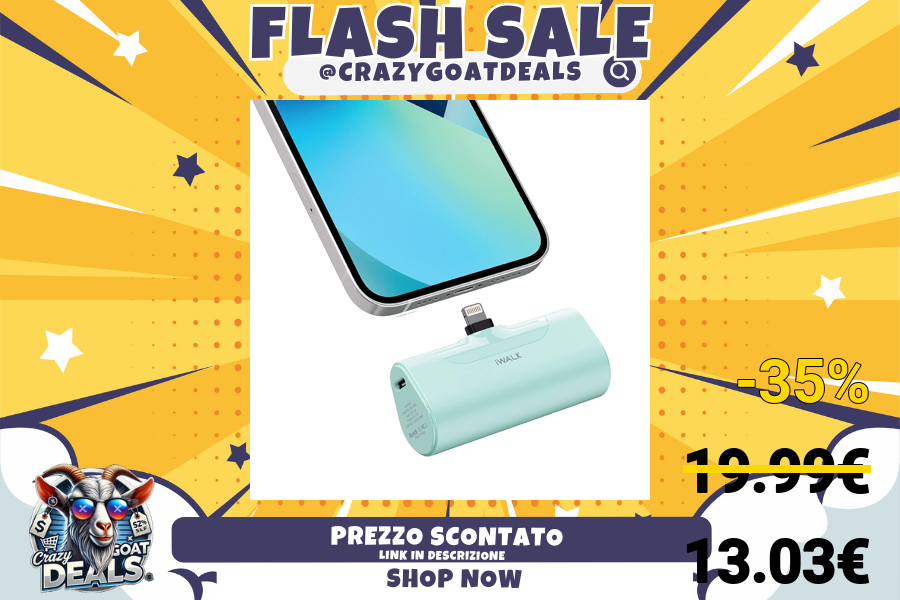 FLASH SALE
@CRAZYGOATDEALS
iWALK
-35%
19.99€
PREZZO SCONTATO
LINK IN DESCRIZIONE
SHOP NOW
13.03€
$
52%
Crazy
GOAT
DEALS